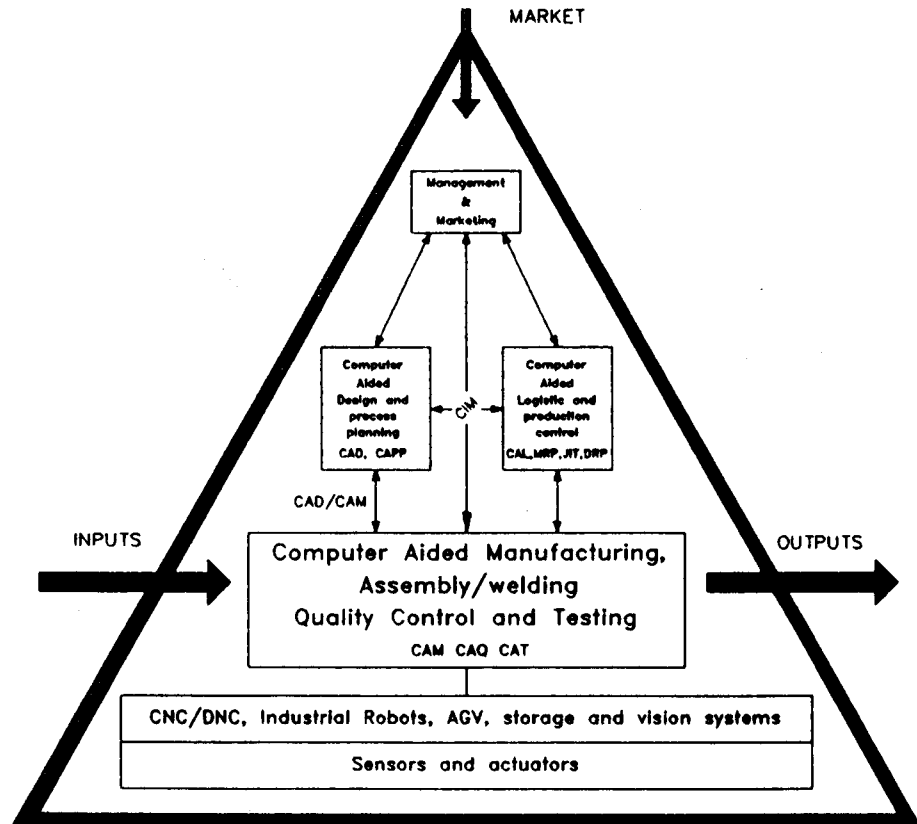 MARKET
Management
&
Marketing
Computer
Aided
Design and
process
planning
CAD, CAPP
CIM
Computer
Aided
Logistic and
production
control
CAL,MRP,JIT,DRP
CAD/CAM
INPUTS
OUTPUTS
Computer Aided Manufacturing,
Assembly/welding
Quality Control and Testing
CAM CAQ CAT
CNC/DNC, Industrial Robots, AGV, storage and vision systems
Sensors and actuators